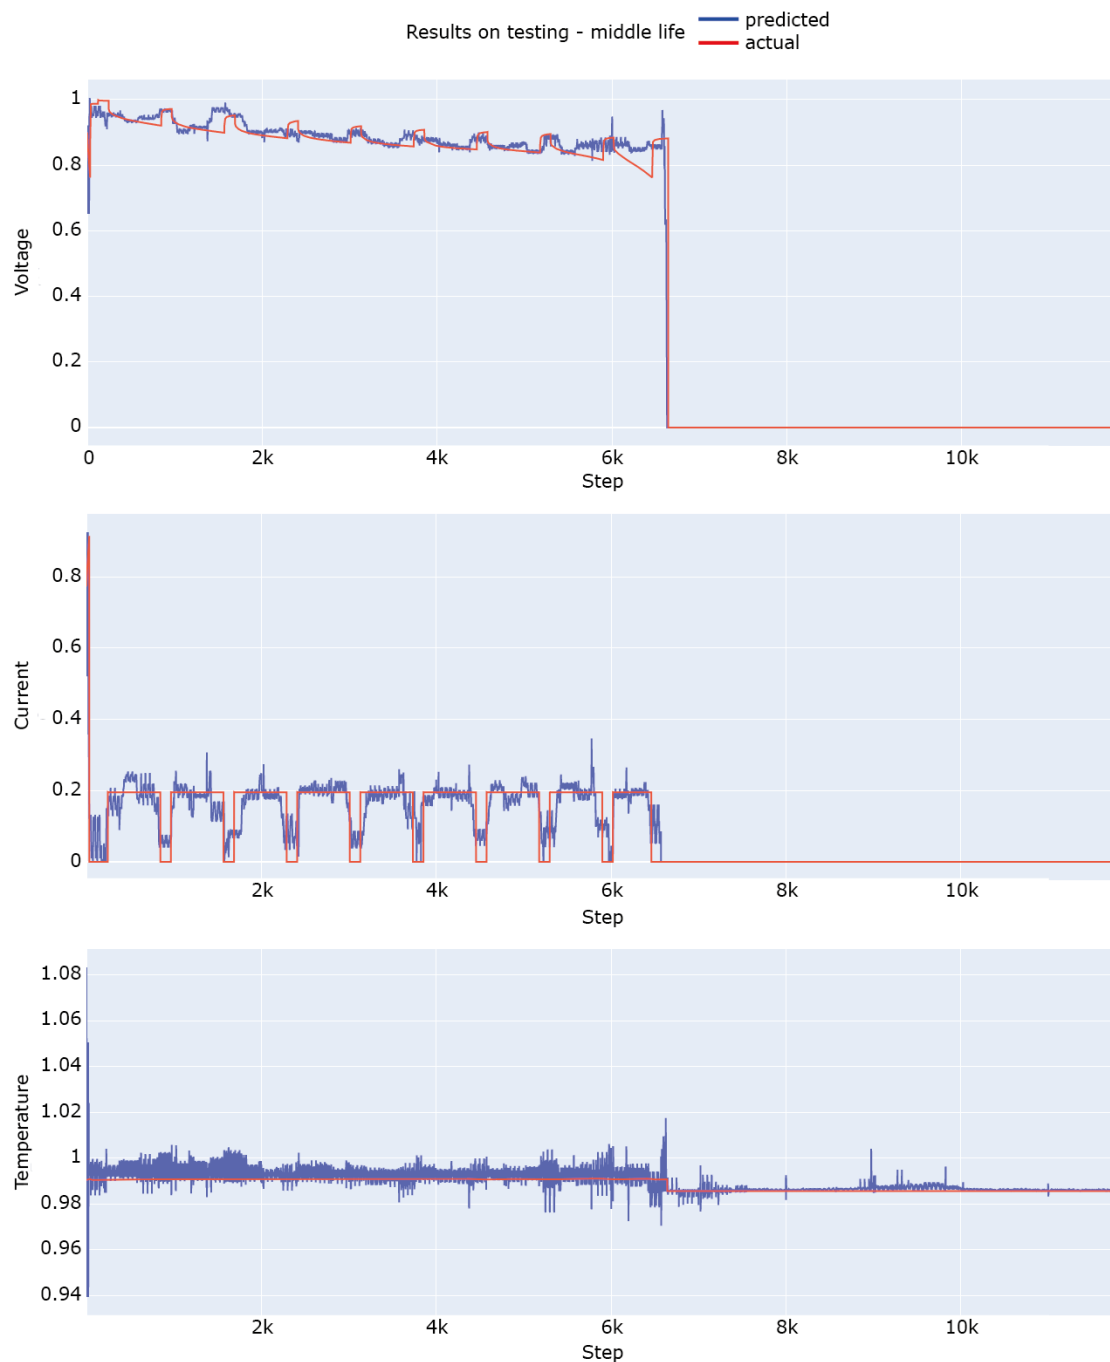 Results on testing - middle life
predicted
actual
1
0.8
0.6
0.4
0.2
0
Voltage
0 2k 4k 6k 8k 10k
Step
0.8
0.6
0.4
0.2
0
Current
2k 4k 6k 8k 10k
Step
1.08
1.06
1.04
1.02
1
0.98
0.96
0.94
Temperature
2k 4k 6k 8k 10k
Step